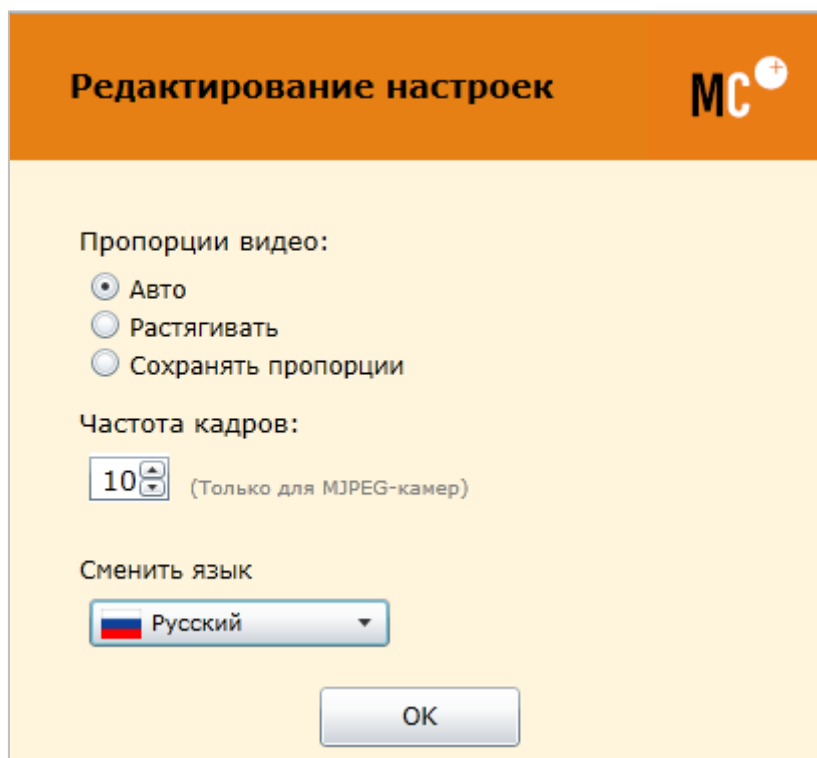 Редактирование настроек
MC+
Пропорции видео:
Авто
Растягивать
Сохранять пропорции
Частота кадров:
10 (Только для MJPEG-камер)
Сменить язык
Русский
OK